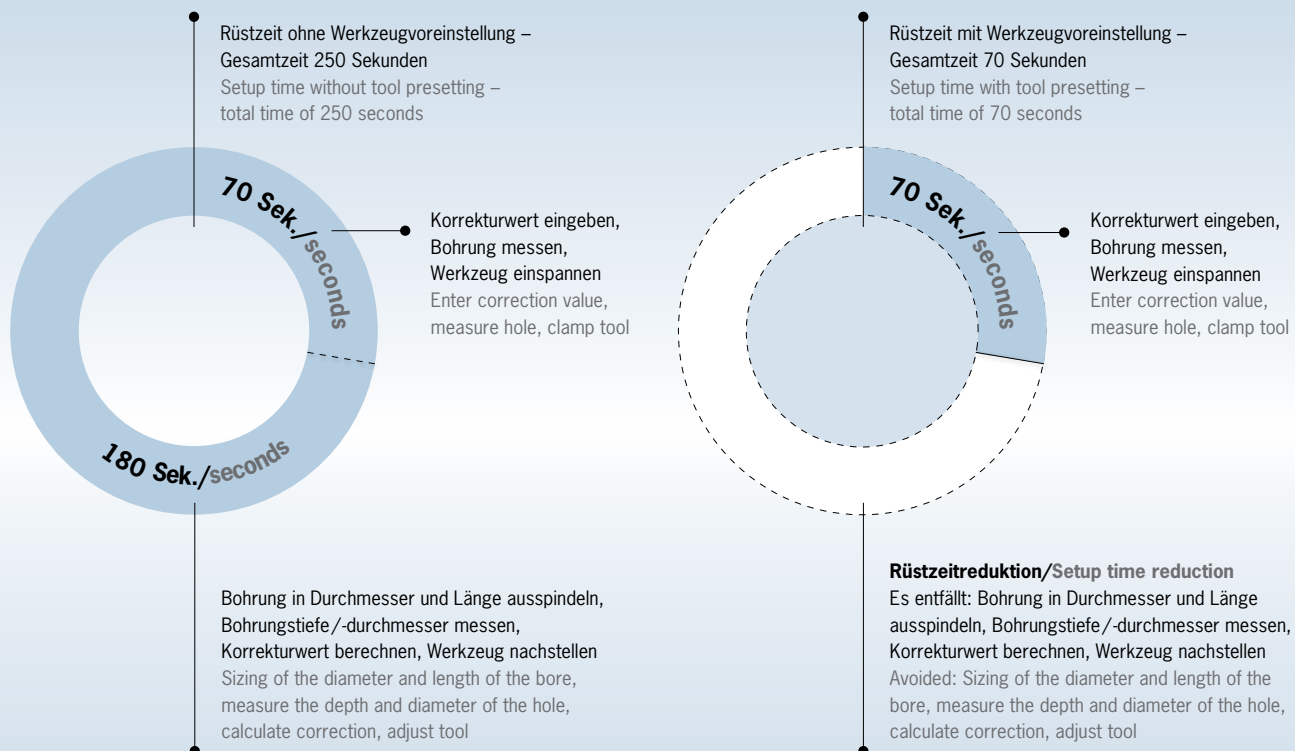 Rüstzeit ohne Werkzeugvoreinstellung –
Gesamtzeit 250 Sekunden
Setup time without tool presetting –
total time of 250 seconds
70 Sek./seconds
Korrekturwert eingeben,
Bohrung messen,
Werkzeug einspannen
Enter correction value,
measure hole, clamp tool
180 Sek./seconds
Bohrung in Durchmesser und Länge ausspindeln,
Bohrungstiefe/-durchmesser messen,
Korrekturwert berechnen, Werkzeug nachstellen
Sizing of the diameter and length of the bore,
measure the depth and diameter of the hole,
calculate correction, adjust tool
Rüstzeit mit Werkzeugvoreinstellung –
Gesamtzeit 70 Sekunden
Setup time with tool presetting –
total time of 70 seconds
70 Sek./seconds
Korrekturwert eingeben,
Bohrung messen,
Werkzeug einspannen
Enter correction value,
measure hole, clamp tool
Rüstzeitreduktion/Setup time reduction
Es entfällt: Bohrung in Durchmesser und Länge
ausspindeln, Bohrungstiefe/-durchmesser messen,
Korrekturwert berechnen, Werkzeug nachstellen
Avoided: Sizing of the diameter and length of the
bore, measure the depth and diameter of the hole,
calculate correction, adjust tool